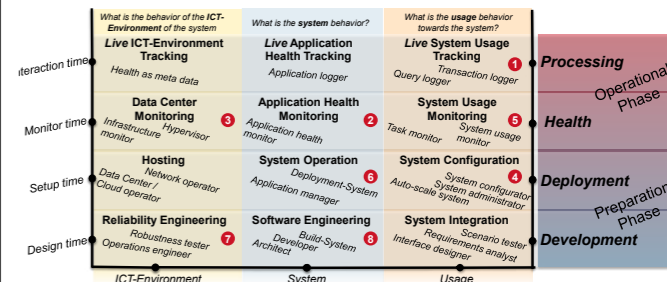 What is the behavior of the ICT-
Environment of the system
What is the system behavior?
What is the usage behavior
towards the system?
Interaction time
Live ICT-Environment
Tracking
Health as meta data
Live Application
Health Tracking
Application logger
Live System Usage
Tracking
1
Transaction logger
Query logger
Processing
Operational
Phase
Monitor time
Data Center
Monitoring
3
Infrastructure
monitor
Hypervisor
Application Health
Monitoring
2
Application health
monitor
System Usage
Monitoring
5
Task monitor
System usage
monitor
Health
Setup time
Hosting
Network operator
Data Center /
Cloud operator
System Operation
6
Deployment-System
Application manager
System Configuration
4
System configurator
System administrator
Auto-scale system
Deployment
Preparation
Phase
Design time
Reliability Engineering
7
Robustness tester
Operations engineer
Software Engineering
8
Build-System
Developer
Architect
System Integration
Scenario tester
Requirements analyst
Interface designer
Development
ICT-Environment
System
Usage